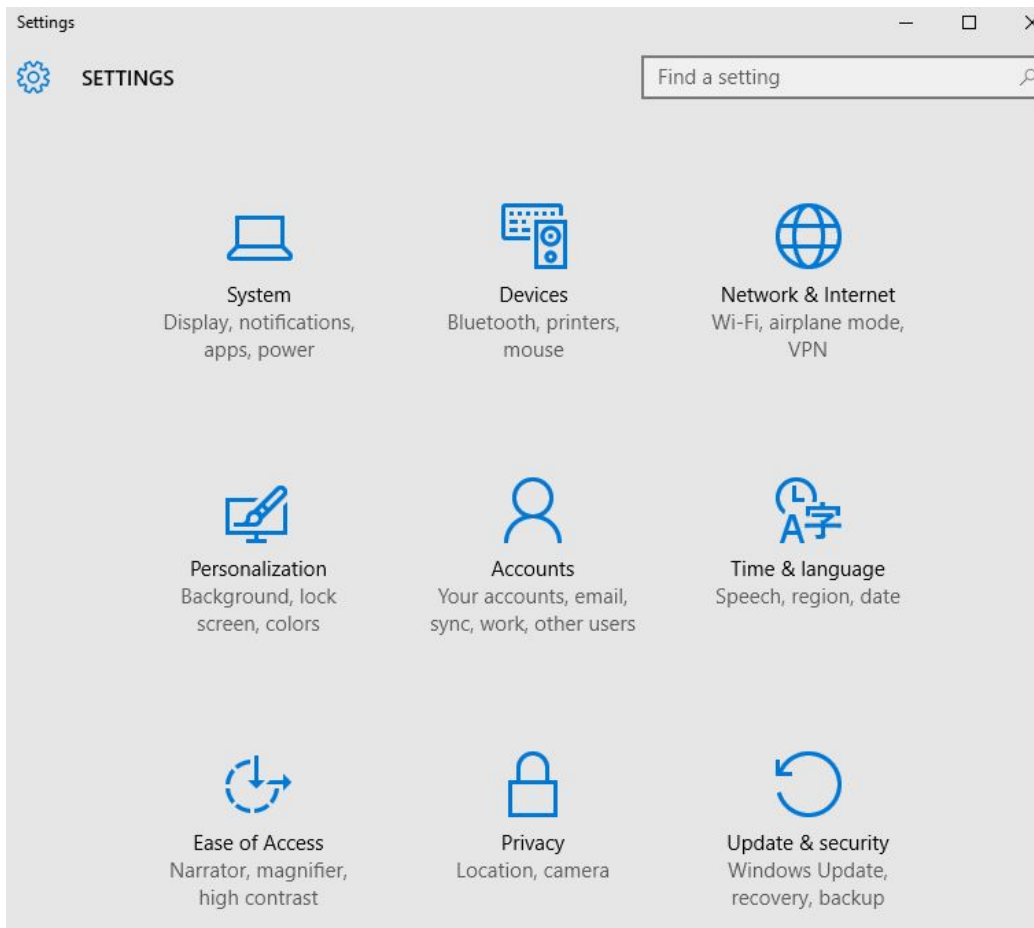 Settings
SETTINGS
Find a setting
System
Display, notifications,
apps, power
Devices
Bluetooth, printers,
mouse
Network & Internet
Wi-Fi, airplane mode,
VPN
Personalization
Background, lock
screen, colors
Accounts
Your accounts, email,
sync, work, other users
A字
Time & language
Speech, region, date
Ease of Access
Narrator, magnifier,
high contrast
Privacy
Location, camera
Update & security
Windows Update,
recovery, backup